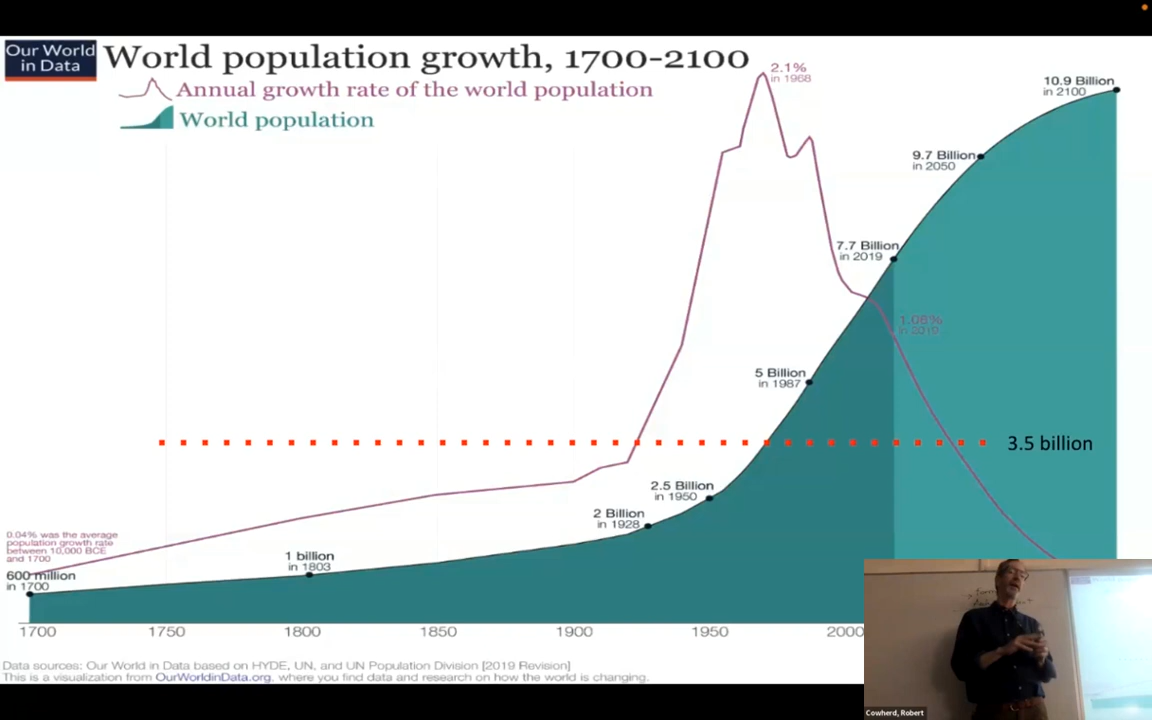 Our World
in Data
World population growth, 1700-2100
Annual growth rate of the world population
World population
2.1%
in 1968
10.9 Billion
in 2100
9.7 Billion
in 2050
7.7 Billion
in 2019
1.08%
in 2019
5 Billion
in 1987
3.5 billion
2.5 Billion
in 1950
2 Billion
in 1928
1 billion
in 1803
0.04% was the average
population growth rate
between 10,000 BCE
and 1700
600 million
in 1700
1700 1750 1800 1850 1900 1950 2000
Data sources: Our World in Data based on HYDE, UN, and UN Population Division [2019 Revision]
This is a visualization from OurWorldinData.org, where you find data and research on how the world is changing.
Cowherd, Robert